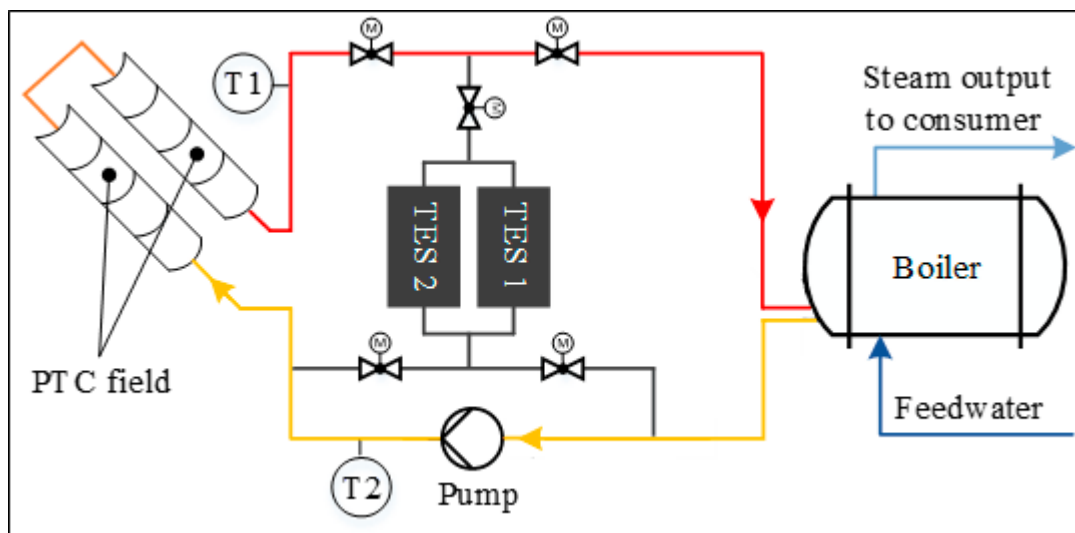 M
M
T1
M
Steam output
to consumer
TES 2
TES 1
Boiler
M
M
PTC field
Feedwater
T2
Pump